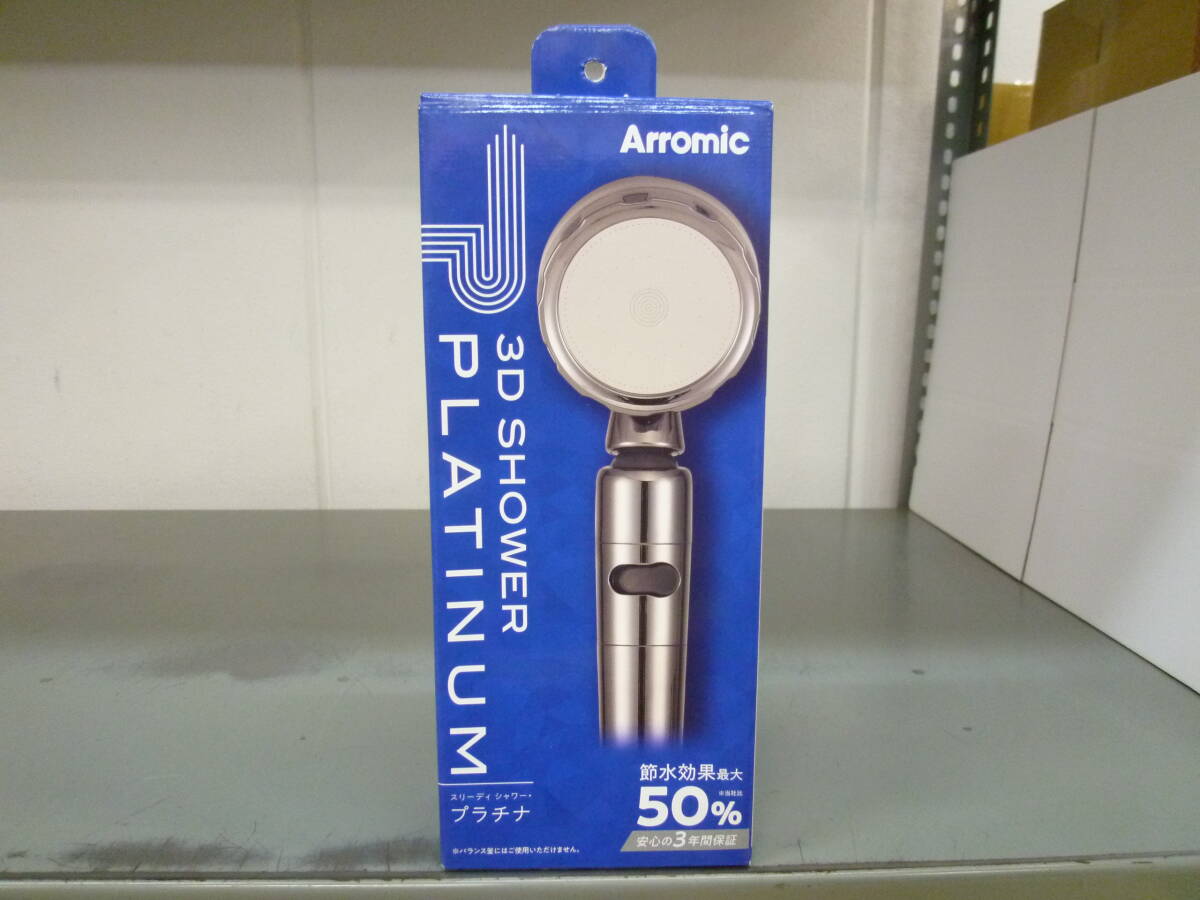 Arromic
3D SHOWER
PLATINUM
スリーディ シャワー・
プラチナ
※バランス釜にはご使用いただけません。
節水効果最大
※当社比
50%
安心の3年間保証